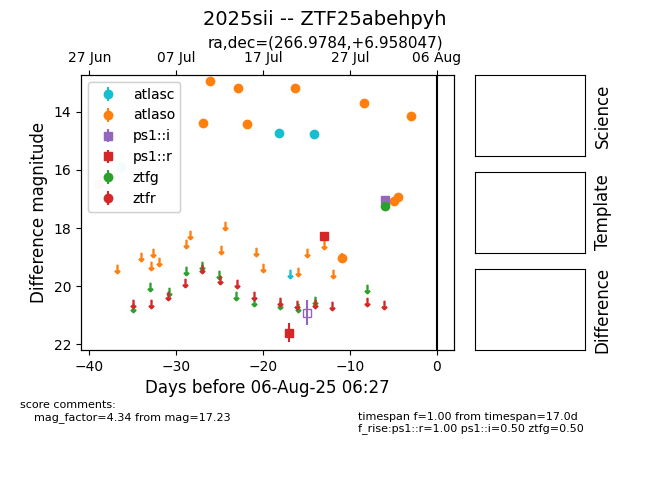 2025sii -- ZTF25abehpyh
ra,dec=(266.9784,+6.958047)
27 Jun
07 Jul
17 Jul
27 Jul
06 Aug
atlasc
atlaso
ps1::i
ps1::r
ztfg
ztfr
14
16
18
20
22
Difference magnitude
−40
−30
−20
−10
0
Days before 06-Aug-25 06:27
Science
Template
Difference
score comments:
mag_factor=4.34 from mag=17.23
timespan f=1.00 from timespan=17.0d
f_rise:ps1::r=1.00 ps1::i=0.50 ztfg=0.50